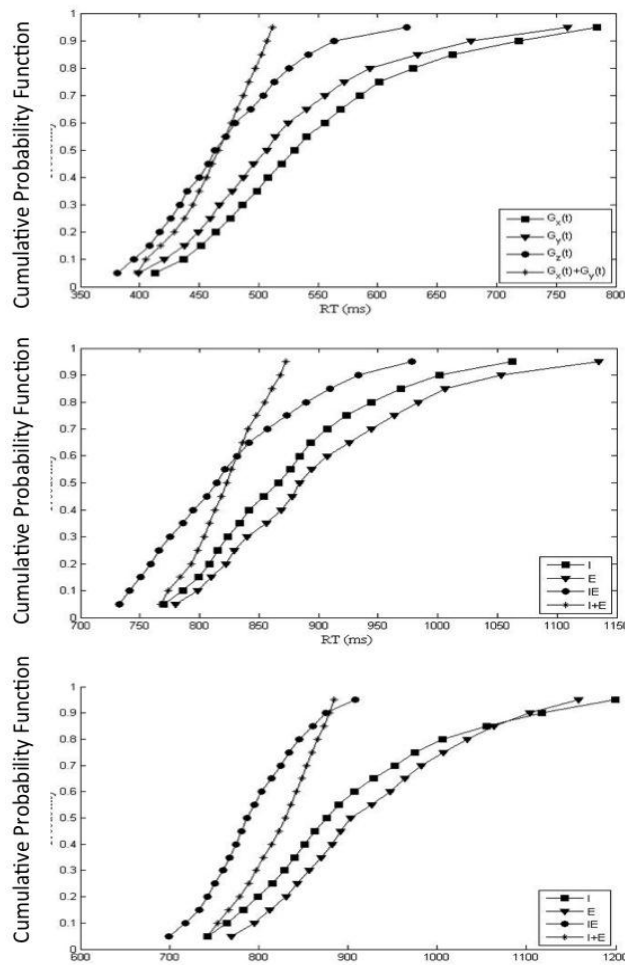 Cumulative Probability Function
1
0.9
0.8
0.7
0.6
0.5
0.4
0.3
0.2
0.1
0
350 400 450 500 550 600 650 700 750 800
RT (ms)
Gx(t)
Gy(t)
Gz(t)
Gx(t)+Gy(t)
Cumulative Probability Function
1
0.9
0.8
0.7
0.6
0.5
0.4
0.3
0.2
0.1
0
700 750 800 850 900 950 1000 1050 1100 1150
RT (ms)
I
E
IE
I+E
Cumulative Probability Function
1
0.9
0.8
0.7
0.6
0.5
0.4
0.3
0.2
0.1
0
600 700 800 900 1000 1100 1200
I
E
IE
I+E